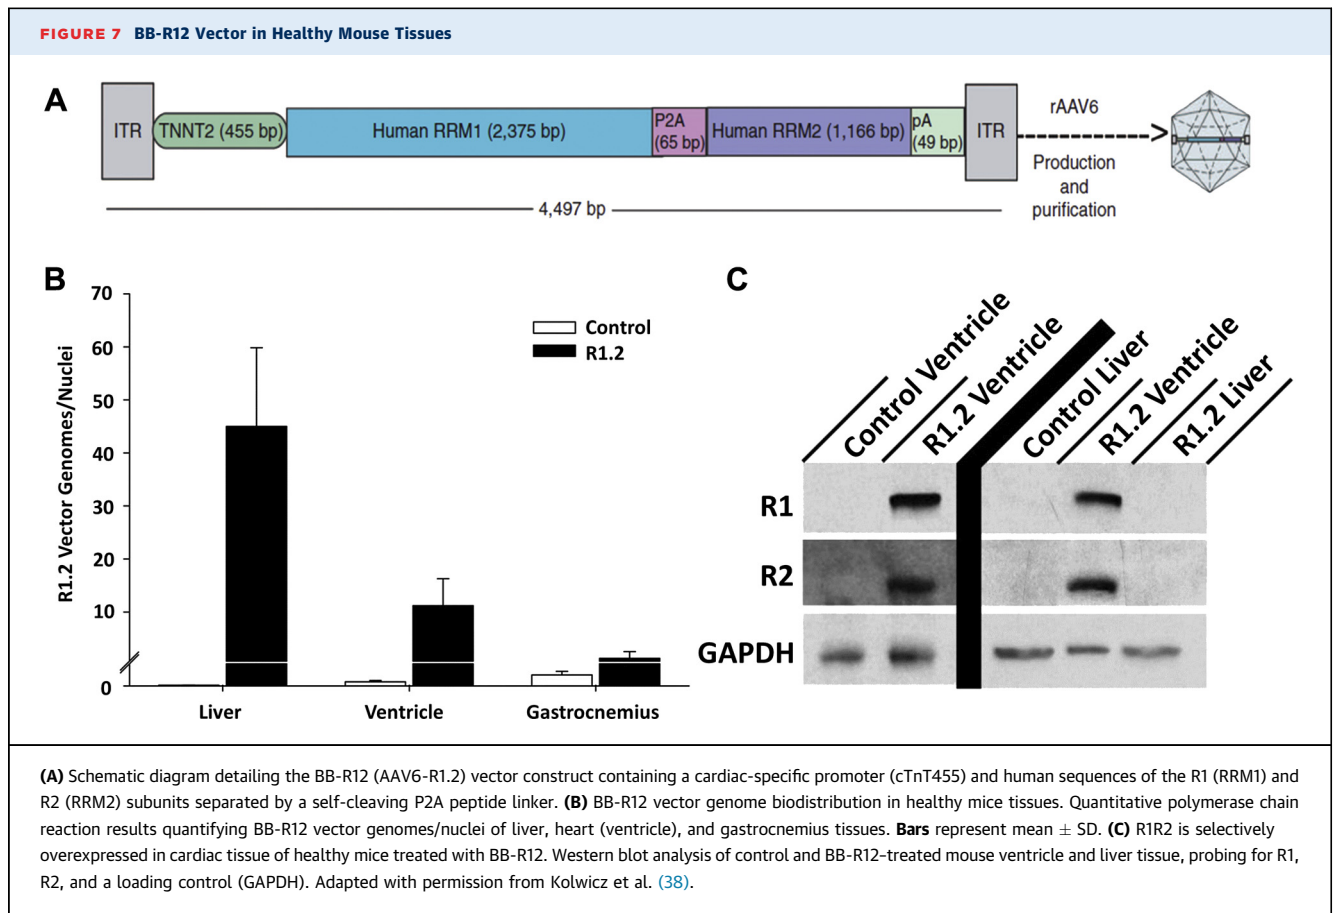 FIGURE 7 BB-R12 Vector in Healthy Mouse Tissues
A
ITR
TNNT2 (455 bp)
Human RRM1 (2,375 bp)
P2A
(65 bp)
Human RRM2 (1,166 bp)
pA
(49 bp)
ITR
rAAV6
Production
and
purification
4,497 bp
B
R1.2 Vector Genomes/Nuclei
70
60
50
40
30
20
10
0
Control
R1.2
Liver
Ventricle
Gastrocnemius
C
Control Ventricle
R1.2 Ventricle
Control Liver
R1.2 Ventricle
R1.2 Liver
R1
R2
GAPDH
(A) Schematic diagram detailing the BB-R12 (AAV6-R1.2) vector construct containing a cardiac-specific promoter (cTnT455) and human sequences of the R1 (RRM1) and
R2 (RRM2) subunits separated by a self-cleaving P2A peptide linker. (B) BB-R12 vector genome biodistribution in healthy mice tissues. Quantitative polymerase chain
reaction results quantifying BB-R12 vector genomes/nuclei of liver, heart (ventricle), and gastrocnemius tissues. Bars represent mean ± SD. (C) R1R2 is selectively
overexpressed in cardiac tissue of healthy mice treated with BB-R12. Western blot analysis of control and BB-R12–treated mouse ventricle and liver tissue, probing for R1,
R2, and a loading control (GAPDH). Adapted with permission from Kolwicz et al. (38).